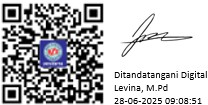 Ditandatangani Digital
Levina, M.Pd
28-06-2025 09:08:51